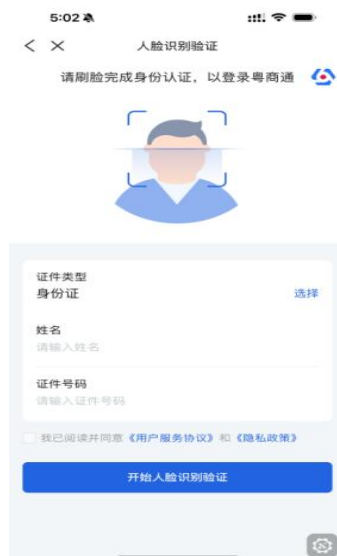 5:02
人脸识别验证
请刷脸完成身份认证，以登录粤商通
证件类型
身份证
选择
姓名
请输入姓名
证件号码
请输入证件号码
我已阅读并同意《用户服务协议》和《隐私政策》
开始人脸识别验证